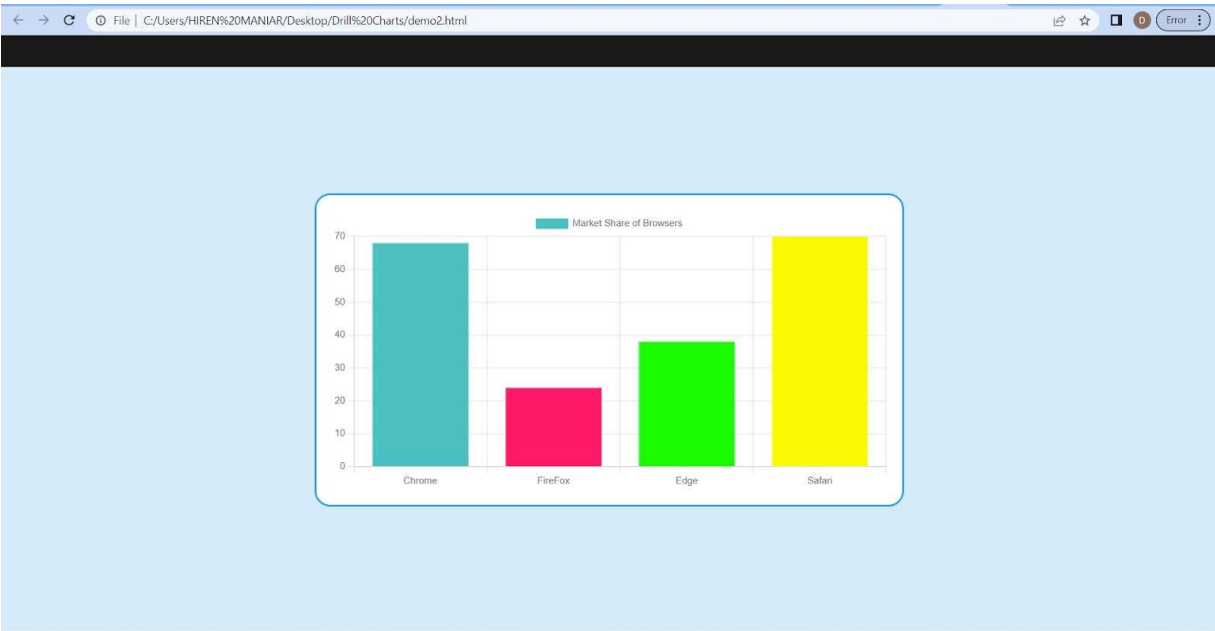 File | C:/Users/HIREN%20MANIAR/Desktop/Drill%20Charts/demo2.html
D
Error
Market Share of Browsers
70
60
50
40
30
20
10
0
Chrome FireFox Edge Safari